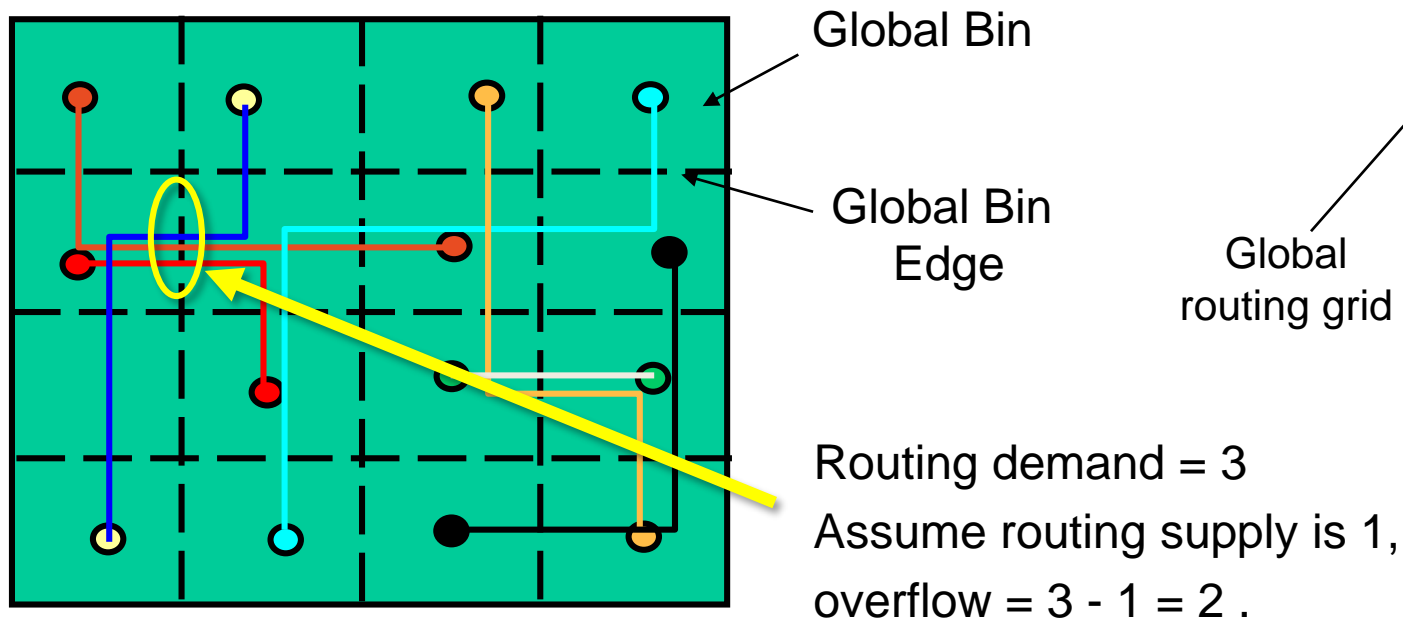 Global Bin
Global Bin
Edge
Global
routing grid
Routing demand = 3
Assume routing supply is 1,
overflow = 3 - 1 = 2 .